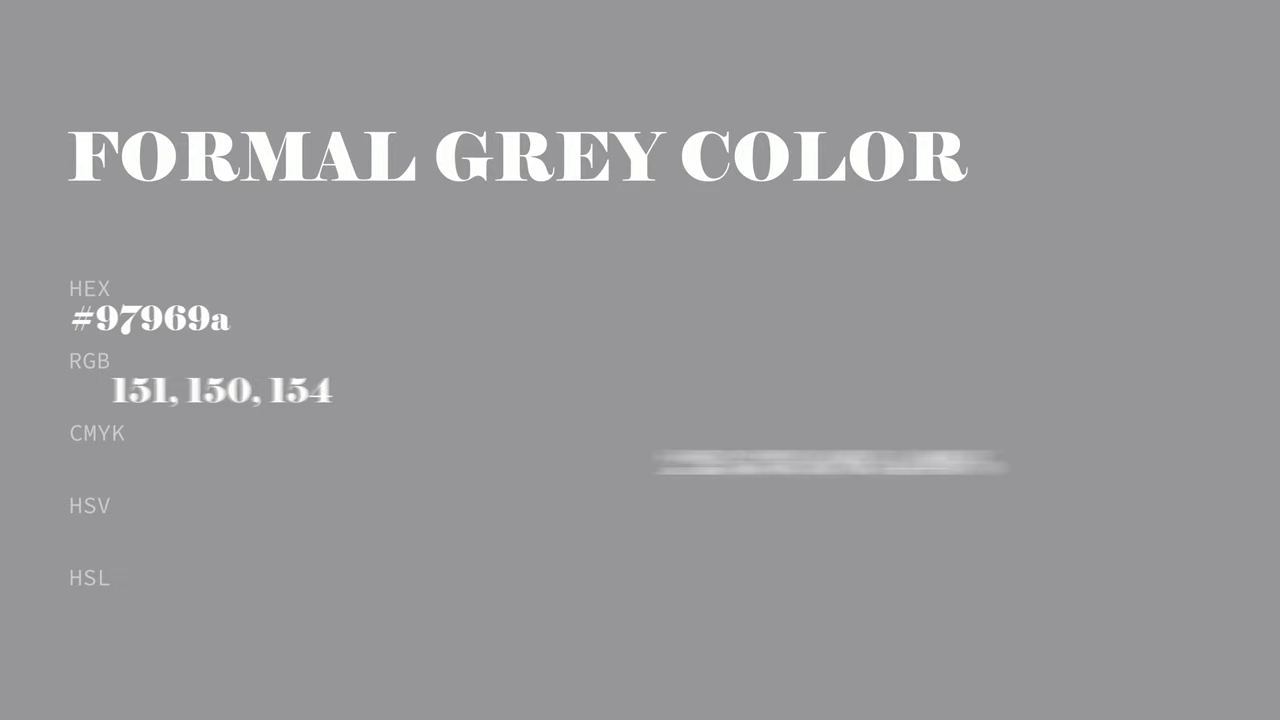 FORMAL GREY COLOR
HEX
#97969a
RGB
151, 150, 154
CMYK
HSV
HSL